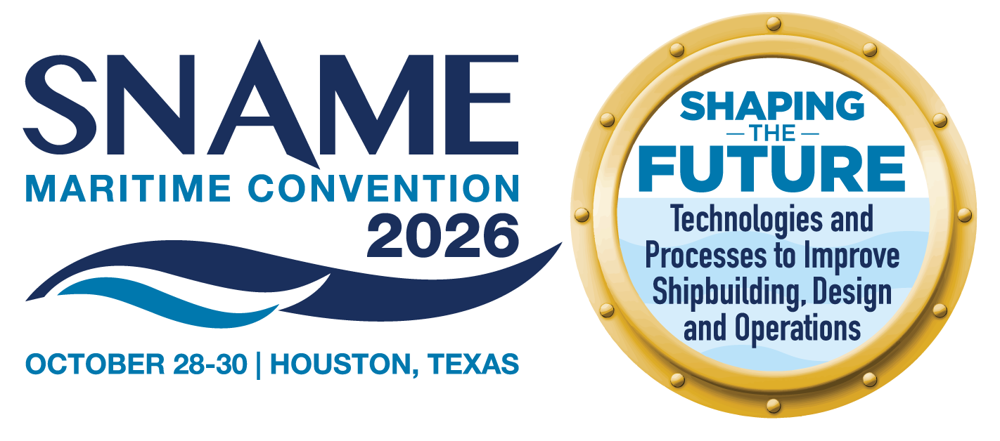 SNAME
MARITIME CONVENTION
2026
OCTOBER 28-30 | HOUSTON, TEXAS
SHAPING
– THE –
FUTURE
Technologies and
Processes to Improve
Shipbuilding, Design
and Operations